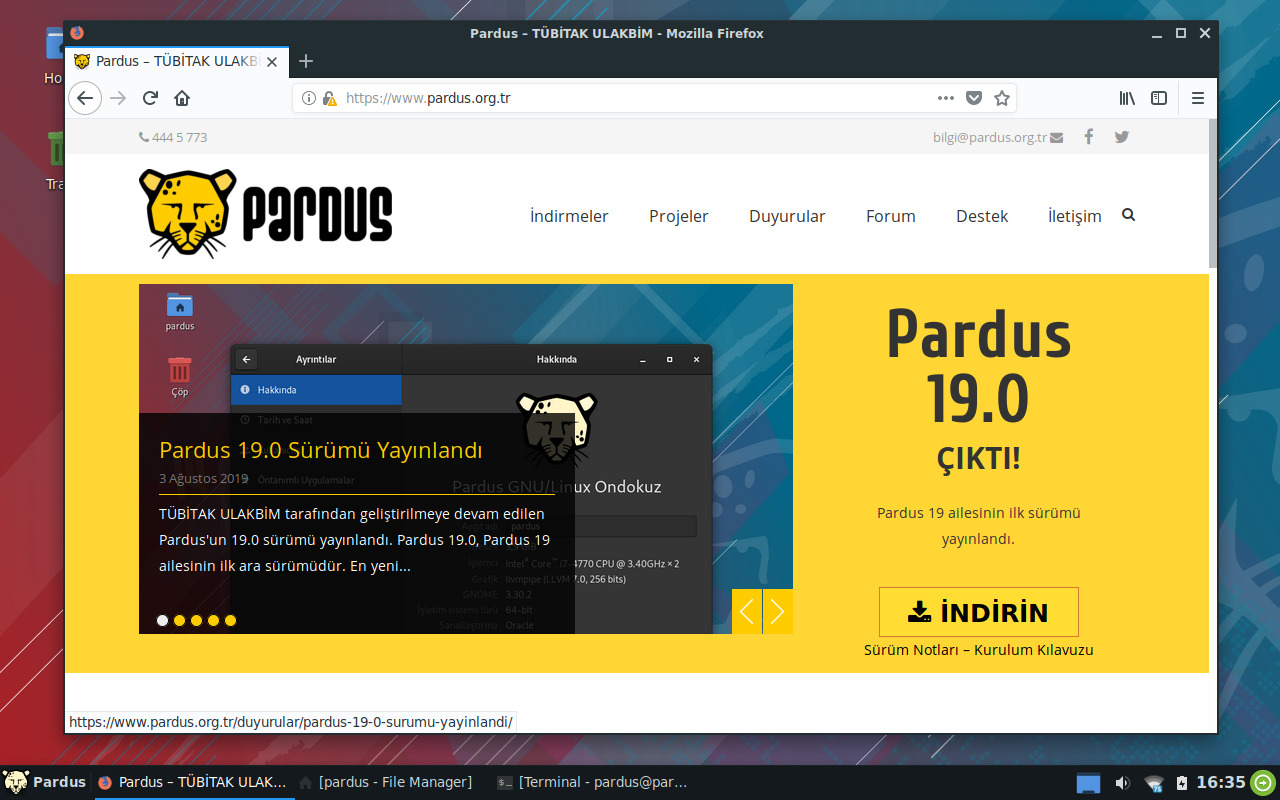 Pardus – TÜBİTAK ULAKBİM - Mozilla Firefox
Pardus – TÜBİTAK ULAKBİ
https://www.pardus.org.tr
444 5 773
bilgi@pardus.org.tr
PARDUS
İndirmeler
Projeler
Duyurular
Forum
Destek
İletişim
pardus
Çöp
Ayrıntılar
Hakkında
Hakkında
Tarih ve Saat
Öntanımlı Uygulamalar
Pardus GNU/Linux Ondokuz
pardus
İşlemci Intel® Core™ i7-4770 CPU @ 3.40GHz × 2
Grafik llvmpipe (LLVM 7.0, 256 bits)
GNOME 3.30.2
İşletim sistemi türü 64-bit
Sanallaştırma Oracle
Pardus 19.0 Sürümü Yayınlandı
3 Ağustos 2019
TÜBİTAK ULAKBİM tarafından geliştirilmeye devam edilen
Pardus'un 19.0 sürümü yayınlandı. Pardus 19.0, Pardus 19
ailesinin ilk ara sürümüdür. En yeni...
Pardus
19.0
ÇIKTI!
Pardus 19 ailesinin ilk sürümü
yayınlandı.
İNDİRİN
Sürüm Notları – Kurulum Kılavuzu
https://www.pardus.org.tr/duyurular/pardus-19-0-surumu-yayinlandi/
Ho
Tra
Pardus
Pardus – TÜBİTAK ULAK...
[pardus - File Manager]
[Terminal - pardus@par...
16:35